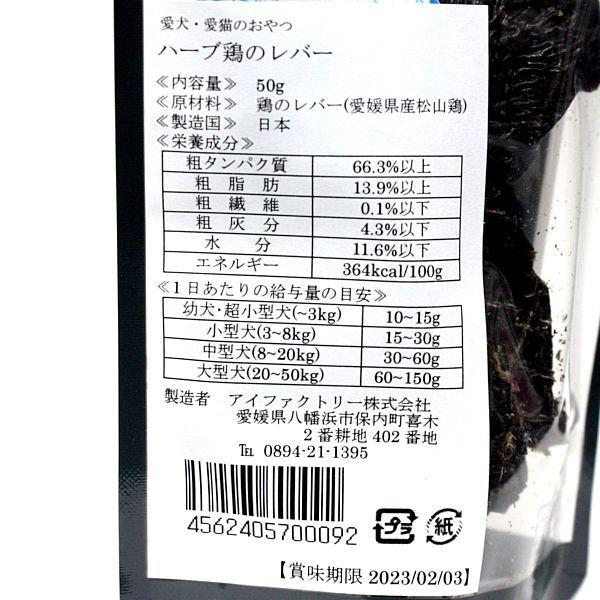 愛犬・愛猫のおやつ
ハーブ鶏のレバー
≪内容量≫ 50g
≪原材料≫ 鶏のレバー(愛媛県産松山鶏)
≪製造国≫ 日本
≪栄養成分≫
粗タンパク質 66.3%以上
粗脂肪 13.9%以上
粗繊維 0.1%以下
粗灰分 4.3%以下
水分 11.6%以下
エネルギー 364kcal/100g
≪1日あたりの給与量の目安≫
幼犬･超小型犬(~3kg) 10~15g
小型犬(3~8kg) 15~30g
中型犬(8~20kg) 30~60g
大型犬(20~50kg) 60~150g
製造者 アイファクトリー株式会社
愛媛県八幡浜市保内町喜木
2番耕地402番地
℡ 0894-21-1395
4562405700092
プラ
紙
【賞味期限 2023/02/03】